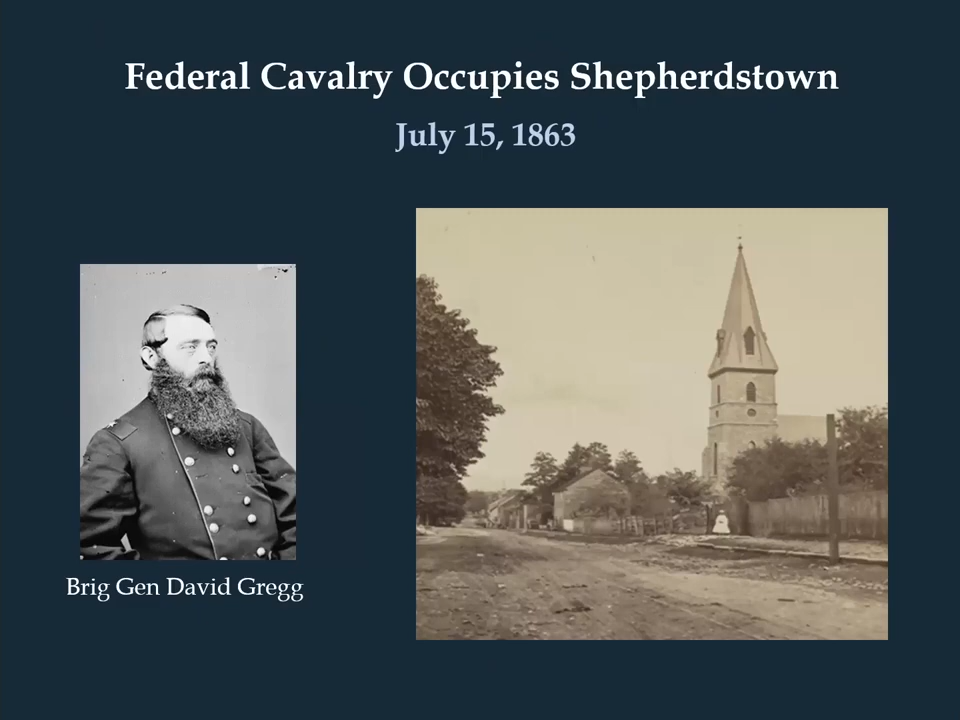 Federal Cavalry Occupies Shepherdstown
July 15, 1863
Brig Gen David Gregg